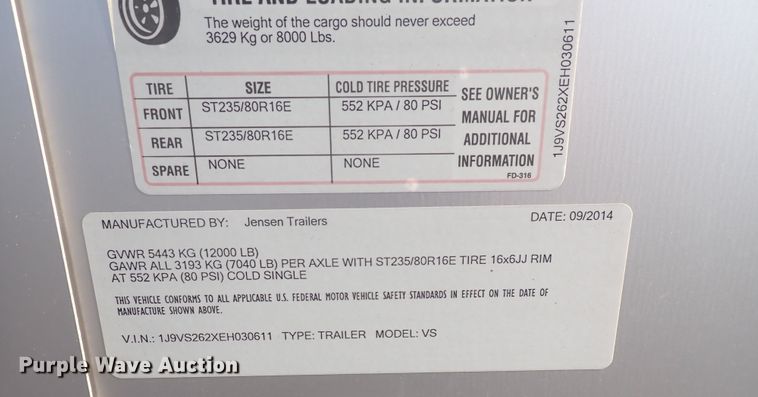 TIRE AND LOADING INFORMATION
The weight of the cargo should never exceed
3629 Kg or 8000 Lbs.
TIRE SIZE COLD TIRE PRESSURE
FRONT ST235/80R16E 552 KPA / 80 PSI
REAR ST235/80R16E 552 KPA / 80 PSI
SPARE NONE NONE
SEE OWNER'S
MANUAL FOR
ADDITIONAL
INFORMATION
FD-316
1J9VS262XEH030611
MANUFACTURED BY: Jensen Trailers DATE: 09/2014
GVWR 5443 KG (12000 LB)
GAWR ALL 3193 KG (7040 LB) PER AXLE WITH ST235/80R16E TIRE 16x6JJ RIM
AT 552 KPA (80 PSI) COLD SINGLE
THIS VEHICLE CONFORMS TO ALL APPLICABLE U.S. FEDERAL MOTOR VEHICLE SAFETY STANDARDS IN EFFECT ON THE DATE OF
MANUFACTURE SHOWN ABOVE.
V.I.N.: 1J9VS262XEH030611 TYPE: TRAILER MODEL: VS
Purple Wave Auction